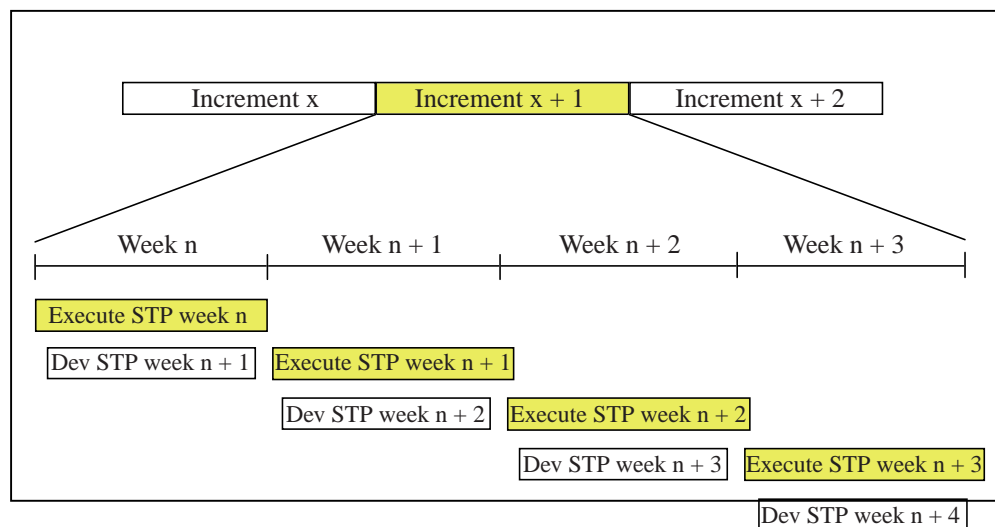 Increment x Increment x + 1 Increment x + 2
Week n Week n + 1 Week n + 2 Week n + 3
Execute STP week n
Dev STP week n + 1 Execute STP week n + 1
Dev STP week n + 2 Execute STP week n + 2
Dev STP week n + 3 Execute STP week n + 3
Dev STP week n + 4